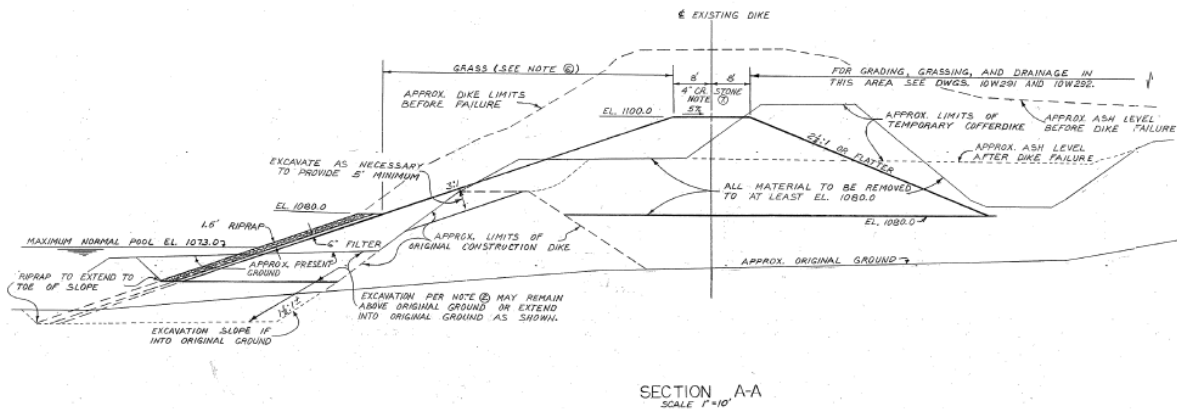 ℄ EXISTING DIKE
GRASS (SEE NOTE ⑥)
8'
8'
4" CR. STONE
NOTE ⑦
5%
FOR GRADING, GRASSING, AND DRAINAGE IN
THIS AREA SEE DWGS. 10W291 AND 10W292.
APPROX. DIKE LIMITS
BEFORE FAILURE
EL. 1100.0
APPROX. LIMITS OF
TEMPORARY COFFERDIKE
APPROX. ASH LEVEL
BEFORE DIKE FAILURE
APPROX. ASH LEVEL
AFTER DIKE FAILURE
2½:1 OR FLATTER
EXCAVATE AS NECESSARY
TO PROVIDE 5' MINIMUM
3:1
ALL MATERIAL TO BE REMOVED
TO AT LEAST EL. 1080.0
EL. 1080.0
EL. 1080.0
1.5' RIPRAP
6" FILTER
APPROX. LIMITS OF
ORIGINAL CONSTRUCTION DIKE
MAXIMUM NORMAL POOL EL. 1073.0
APPROX. PRESENT
GROUND
APPROX. ORIGINAL GROUND
RIPRAP TO EXTEND TO
TOE OF SLOPE
EXCAVATION PER NOTE ② MAY REMAIN
ABOVE ORIGINAL GROUND OR EXTEND
INTO ORIGINAL GROUND AS SHOWN.
EXCAVATION SLOPE IF
INTO ORIGINAL GROUND
SECTION A-A
SCALE 1"=10'